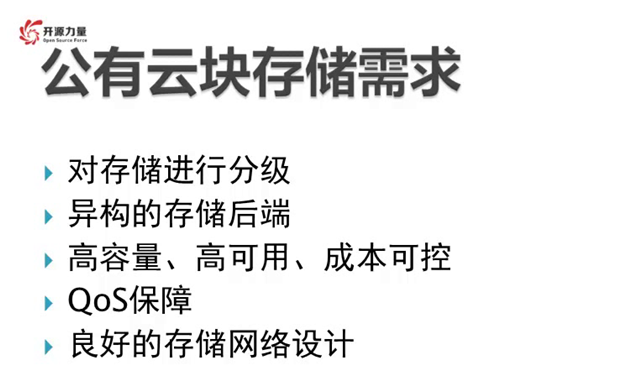 开源力量
Open Source Force
公有云块存储需求
对存储进行分级
异构的存储后端
高容量、高可用、成本可控
QoS保障
良好的存储网络设计